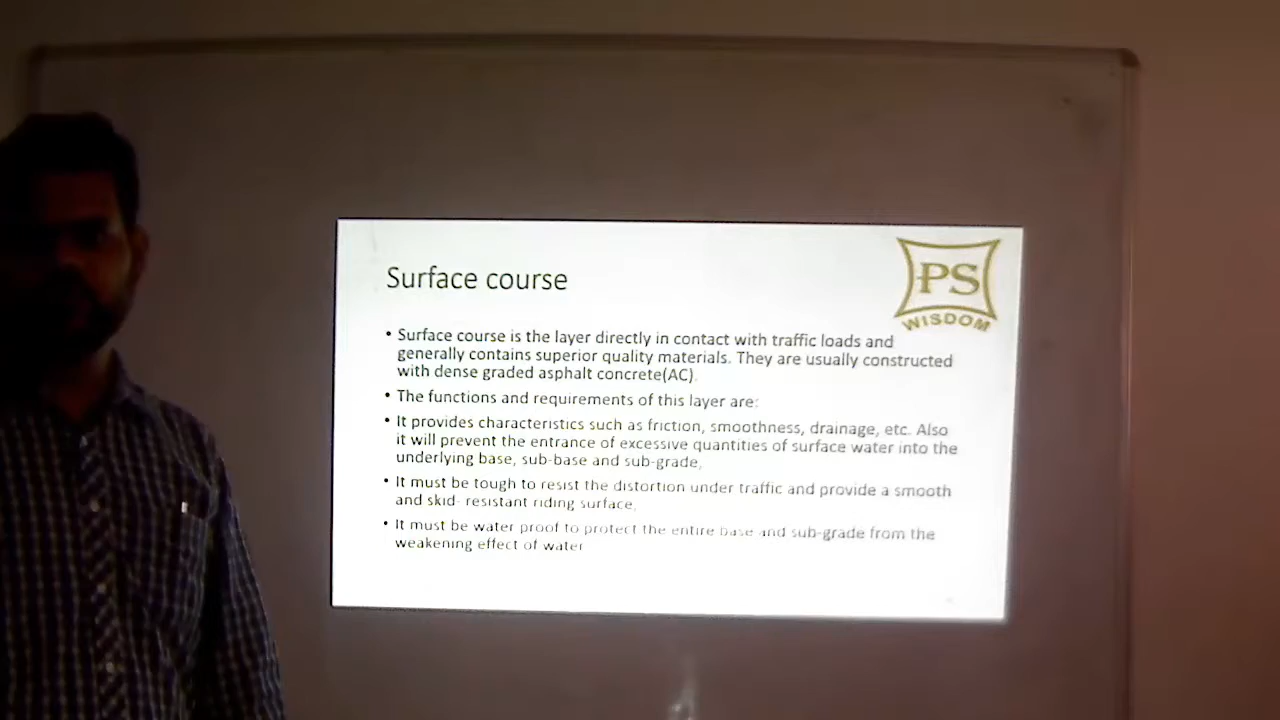 PS
WISDOM
Surface course
• Surface course is the layer directly in contact with traffic loads and
generally contains superior quality materials. They are usually constructed
with dense graded asphalt concrete(AC).
• The functions and requirements of this layer are:
• It provides characteristics such as friction, smoothness, drainage, etc. Also
it will prevent the entrance of excessive quantities of surface water into the
underlying base, sub-base and sub-grade,
• It must be tough to resist the distortion under traffic and provide a smooth
and skid- resistant riding surface,
• It must be water proof to protect the entire base and sub-grade from the
weakening effect of water